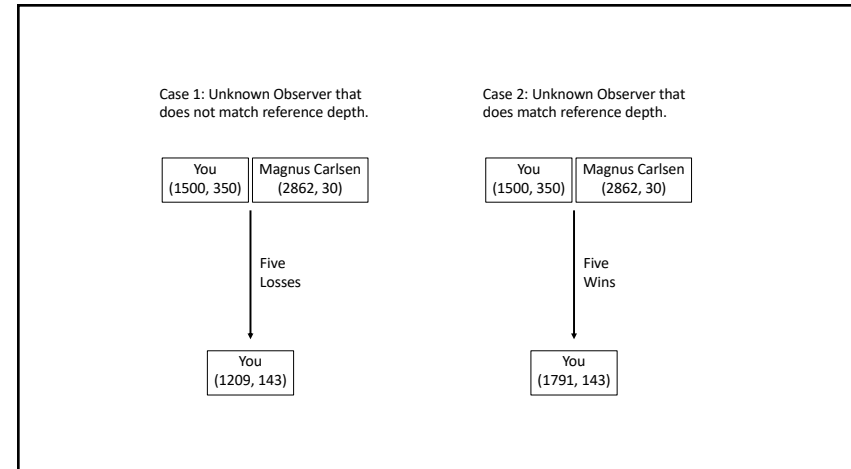 Case 1: Unknown Observer that
does not match reference depth.
You
(1500, 350)
Magnus Carlsen
(2862, 30)
Five
Losses
You
(1209, 143)
Case 2: Unknown Observer that
does match reference depth.
You
(1500, 350)
Magnus Carlsen
(2862, 30)
Five
Wins
You
(1791, 143)